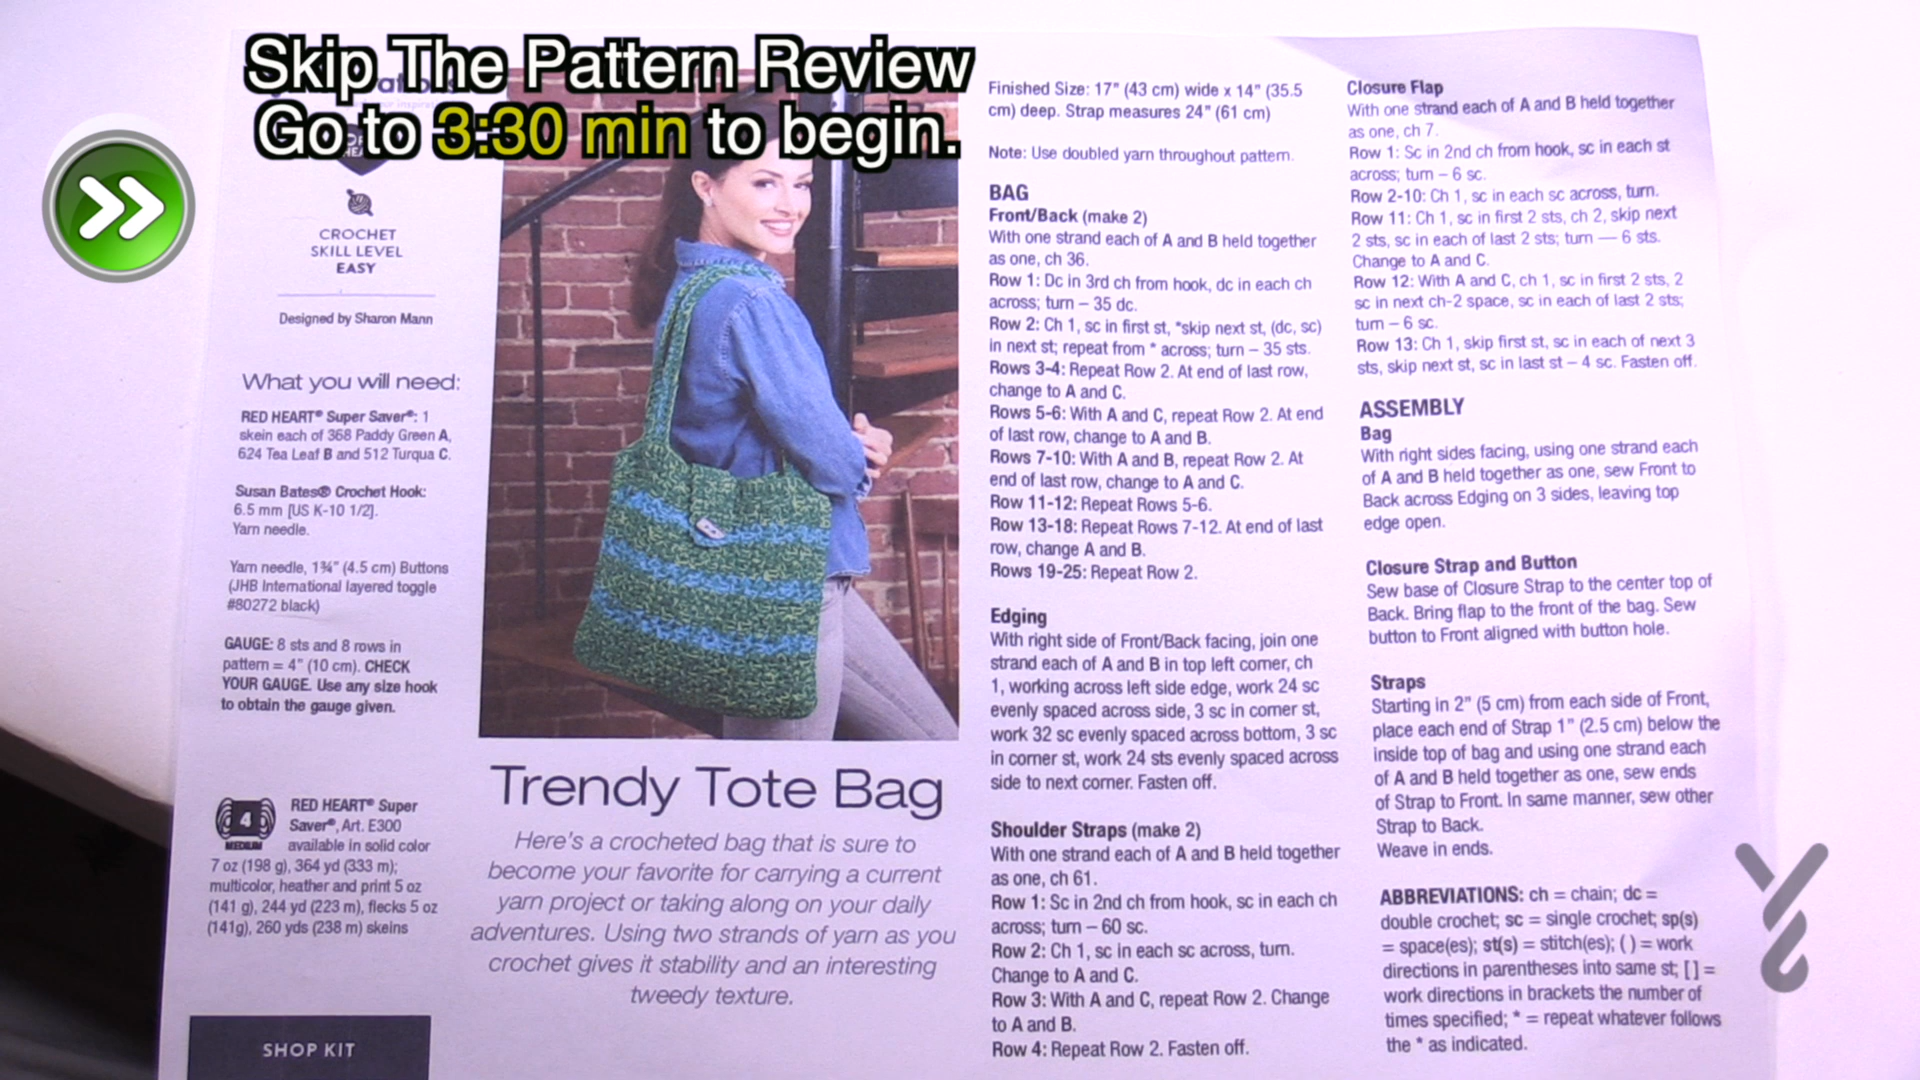 Skip The Pattern Review
Go to 3:30 min to begin.
CROCHET
SKILL LEVEL
EASY
Designed by Sharon Mann
What you will need:
RED HEART® Super Saver®: 1
skein each of 368 Paddy Green A,
624 Tea Leaf B and 512 Turqua C.
Susan Bates® Crochet Hook:
6.5 mm [US K-10 1/2].
Yarn needle.
Yarn needle, 1¾" (4.5 cm) Buttons
(JHB International layered toggle
#80272 black)
GAUGE: 8 sts and 8 rows in
pattern = 4" (10 cm). CHECK
YOUR GAUGE. Use any size hook
to obtain the gauge given.
4
MEDIUM
RED HEART® Super
Saver®, Art. E300
available in solid color
7 oz (198 g), 364 yd (333 m);
multicolor, heather and print 5 oz
(141 g), 244 yd (223 m), flecks 5 oz
(141g), 260 yds (238 m) skeins
SHOP KIT
Trendy Tote Bag
Here's a crocheted bag that is sure to
become your favorite for carrying a current
yarn project or taking along on your daily
adventures. Using two strands of yarn as you
crochet gives it stability and an interesting
tweedy texture.
Finished Size: 17" (43 cm) wide x 14" (35.5
cm) deep. Strap measures 24" (61 cm)
Note: Use doubled yarn throughout pattern.
BAG
Front/Back (make 2)
With one strand each of A and B held together
as one, ch 36.
Row 1: Dc in 3rd ch from hook, dc in each ch
across; turn – 35 dc.
Row 2: Ch 1, sc in first st, *skip next st, (dc, sc)
in next st; repeat from * across; turn – 35 sts.
Rows 3-4: Repeat Row 2. At end of last row,
change to A and C.
Rows 5-6: With A and C, repeat Row 2. At end
of last row, change to A and B.
Rows 7-10: With A and B, repeat Row 2. At
end of last row, change to A and C.
Row 11-12: Repeat Rows 5-6.
Row 13-18: Repeat Rows 7-12. At end of last
row, change A and B.
Rows 19-25: Repeat Row 2.
Edging
With right side of Front/Back facing, join one
strand each of A and B in top left corner, ch
1, working across left side edge, work 24 sc
evenly spaced across side, 3 sc in corner st,
work 32 sc evenly spaced across bottom, 3 sc
in corner st, work 24 sts evenly spaced across
side to next corner. Fasten off.
Shoulder Straps (make 2)
With one strand each of A and B held together
as one, ch 61.
Row 1: Sc in 2nd ch from hook, sc in each ch
across; turn – 60 sc.
Row 2: Ch 1, sc in each sc across, turn.
Change to A and C.
Row 3: With A and C, repeat Row 2. Change
to A and B.
Row 4: Repeat Row 2. Fasten off.
Closure Flap
With one strand each of A and B held together
as one, ch 7.
Row 1: Sc in 2nd ch from hook, sc in each st
across; turn – 6 sc.
Row 2-10: Ch 1, sc in each sc across, turn.
Row 11: Ch 1, sc in first 2 sts, ch 2, skip next
2 sts, sc in each of last 2 sts; turn — 6 sts.
Change to A and C.
Row 12: With A and C, ch 1, sc in first 2 sts, 2
sc in next ch-2 space, sc in each of last 2 sts;
turn – 6 sc.
Row 13: Ch 1, skip first st, sc in each of next 3
sts, skip next st, sc in last st – 4 sc. Fasten off.
ASSEMBLY
Bag
With right sides facing, using one strand each
of A and B held together as one, sew Front to
Back across Edging on 3 sides, leaving top
edge open.
Closure Strap and Button
Sew base of Closure Strap to the center top of
Back. Bring flap to the front of the bag. Sew
button to Front aligned with button hole.
Straps
Starting in 2" (5 cm) from each side of Front,
place each end of Strap 1" (2.5 cm) below the
inside top of bag and using one strand each
of A and B held together as one, sew ends
of Strap to Front. In same manner, sew other
Strap to Back.
Weave in ends.
ABBREVIATIONS: ch = chain; dc =
double crochet; sc = single crochet; sp(s)
= space(es); st(s) = stitch(es); ( ) = work
directions in parentheses into same st; [ ] =
work directions in brackets the number of
times specified; * = repeat whatever follows
the * as indicated.